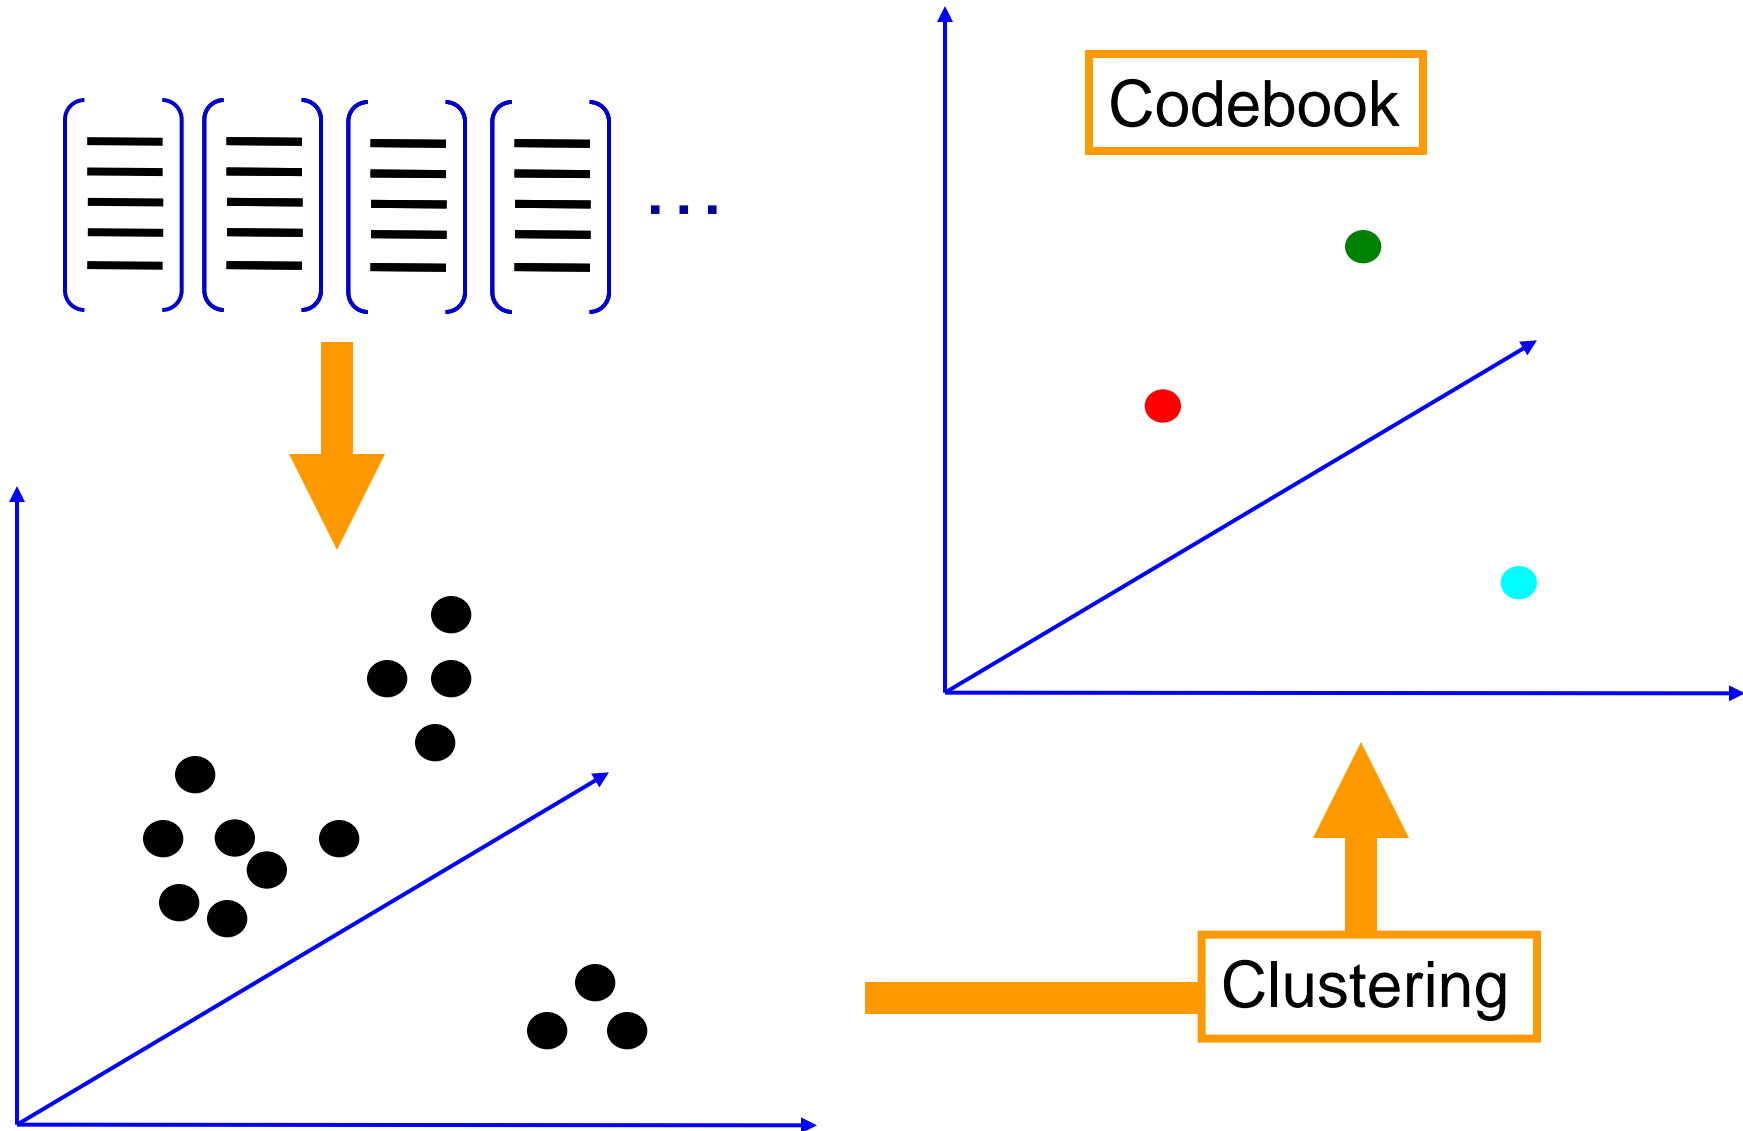 . . .
Codebook
Clustering